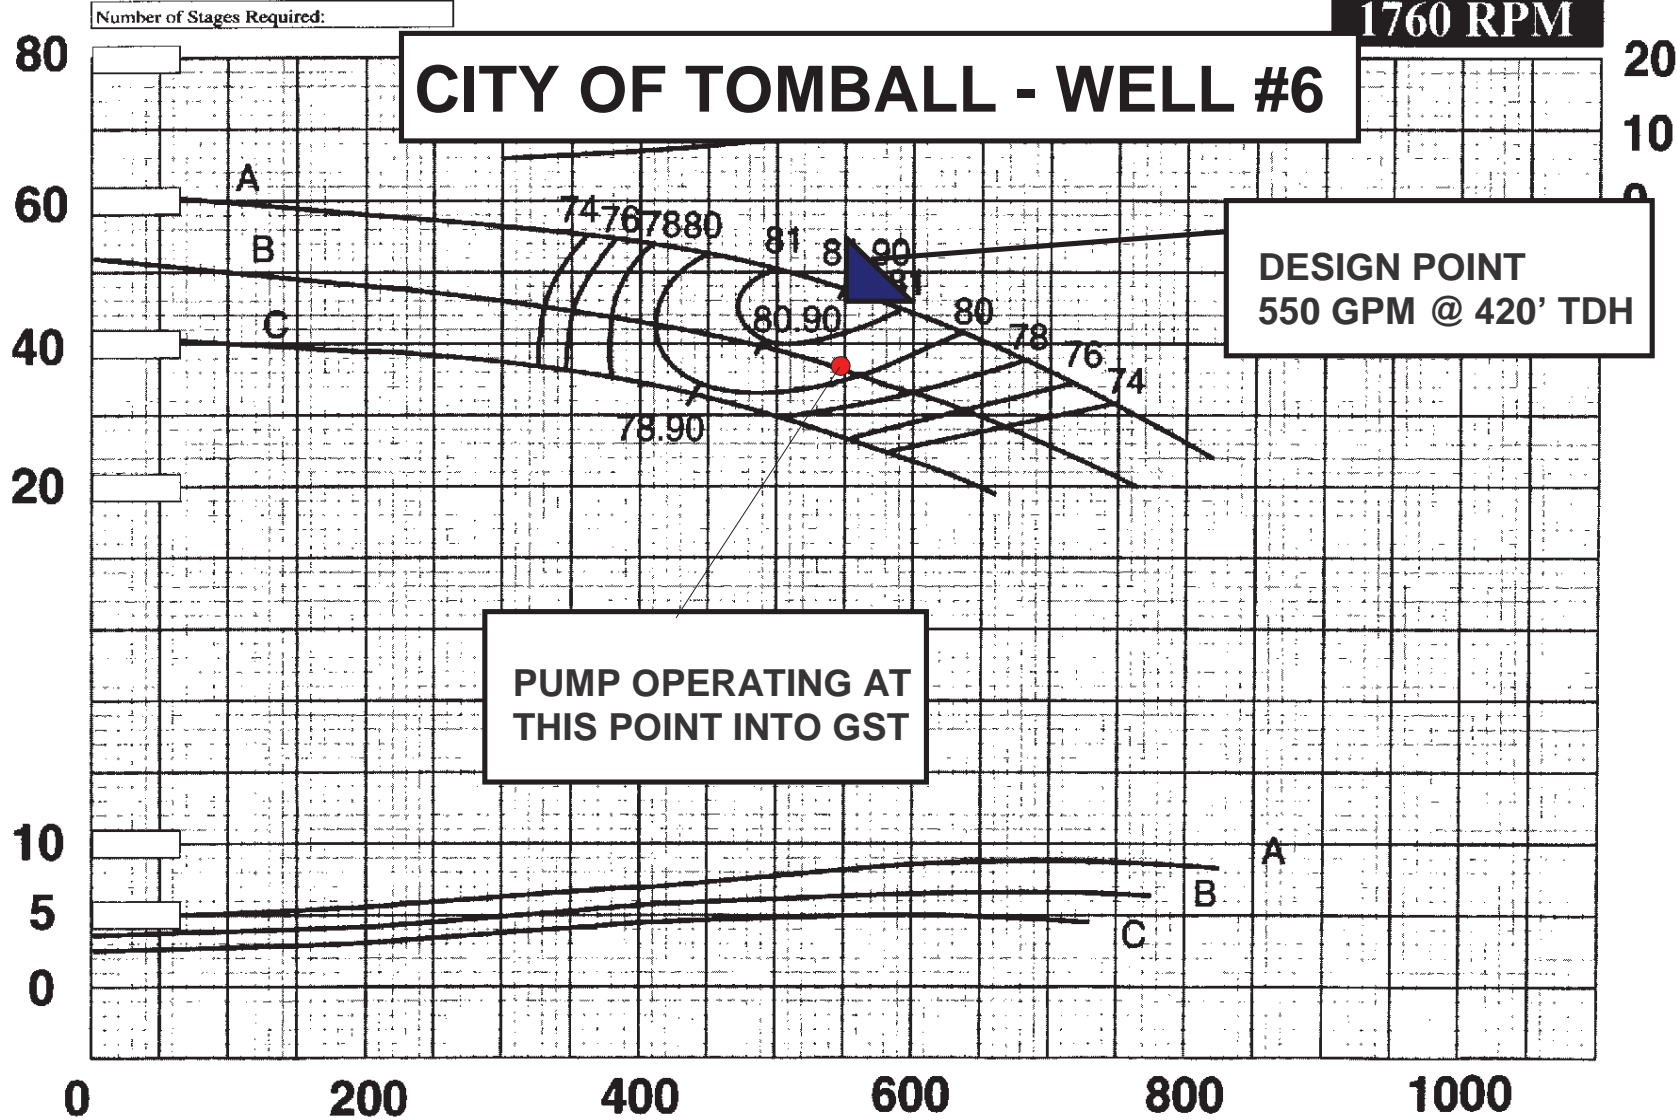 Number of Stages Required:
1760 RPM
CITY OF TOMBALL - WELL #6
80
60
40
20
10
5
0
20
10
0
A
B
C
74 76 78 80 81
81
80.90
80
78
76
74
78.90
DESIGN POINT
550 GPM @ 420' TDH
PUMP OPERATING AT
THIS POINT INTO GST
A
B
C
0 200 400 600 800 1000